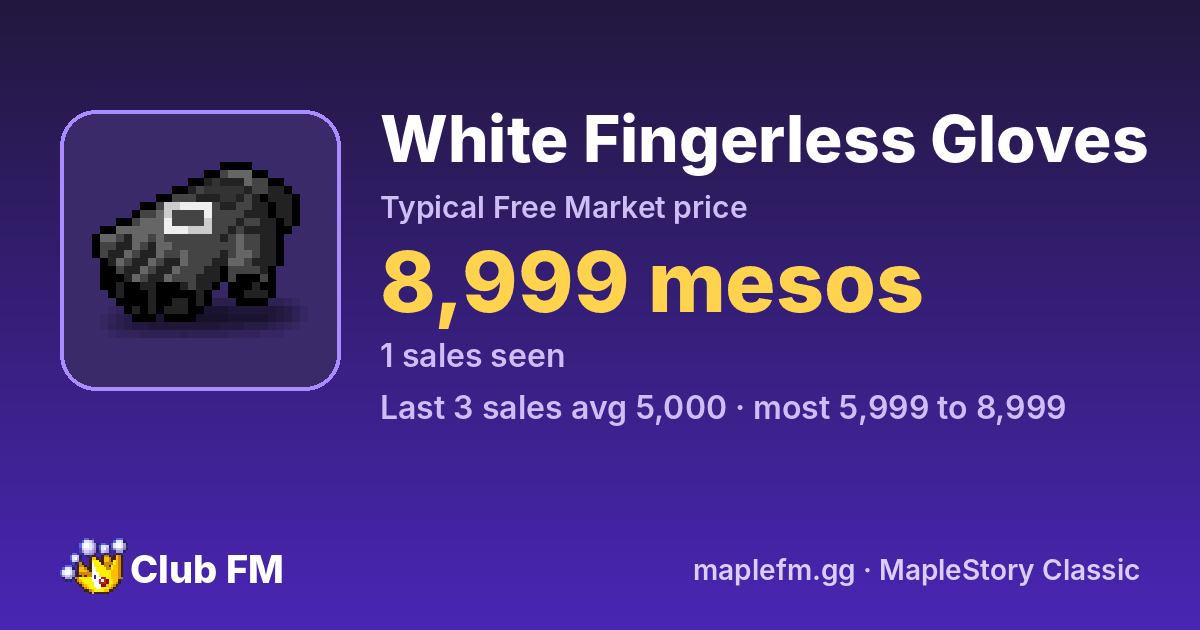 White Fingerless Gloves
Typical Free Market price
8,999 mesos
1 sales seen
Last 3 sales avg 5,000 · most 5,999 to 8,999
Club FM
maplefm.gg · MapleStory Classic